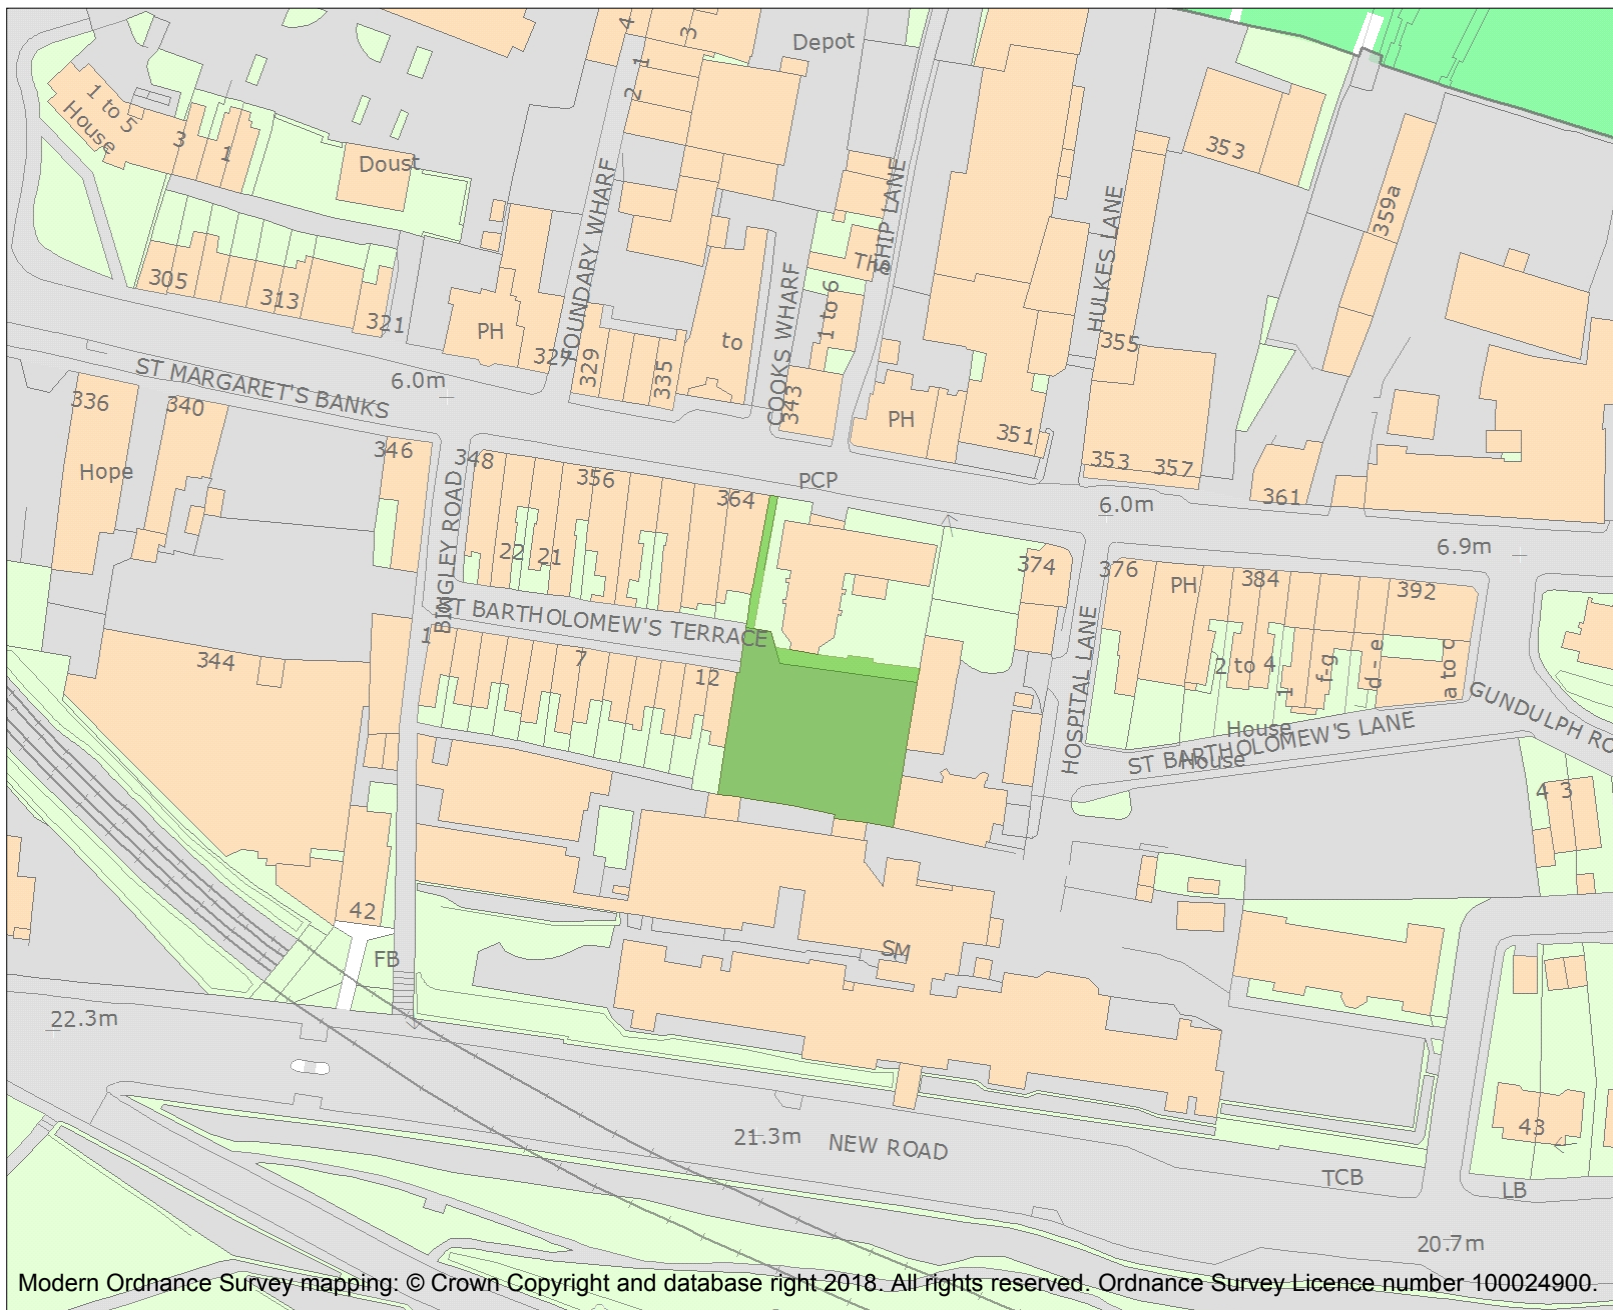 4
3
1
2
Depot
1 to 5
House
3
1
Doust
FOUNDARY WHARF
SHIP LANE
The
HULKES LANE
353
359a
305
313
321
PH
327
329
335
to
COOKS WHARF
1 to 6
343
PH
351
355
353
357
361
ST MARGARET'S BANKS
6.0m
336
340
346
348
356
364
PCP
6.0m
6.9m
Hope
BINGLEY ROAD
22
21
374
376
PH
384
392
ST BARTHOLOMEW'S TERRACE
1
7
12
344
HOSPITAL LANE
2 to 4
1
f-g
d - e
a to c
GUNDULPH RO
House
ST BARTHOLOMEW'S LANE
House
4
3
42
FB
SM
22.3m
21.3m
NEW ROAD
43
TCB
LB
20.7m
Modern Ordnance Survey mapping: © Crown Copyright and database right 2018. All rights reserved. Ordnance Survey Licence number 100024900.